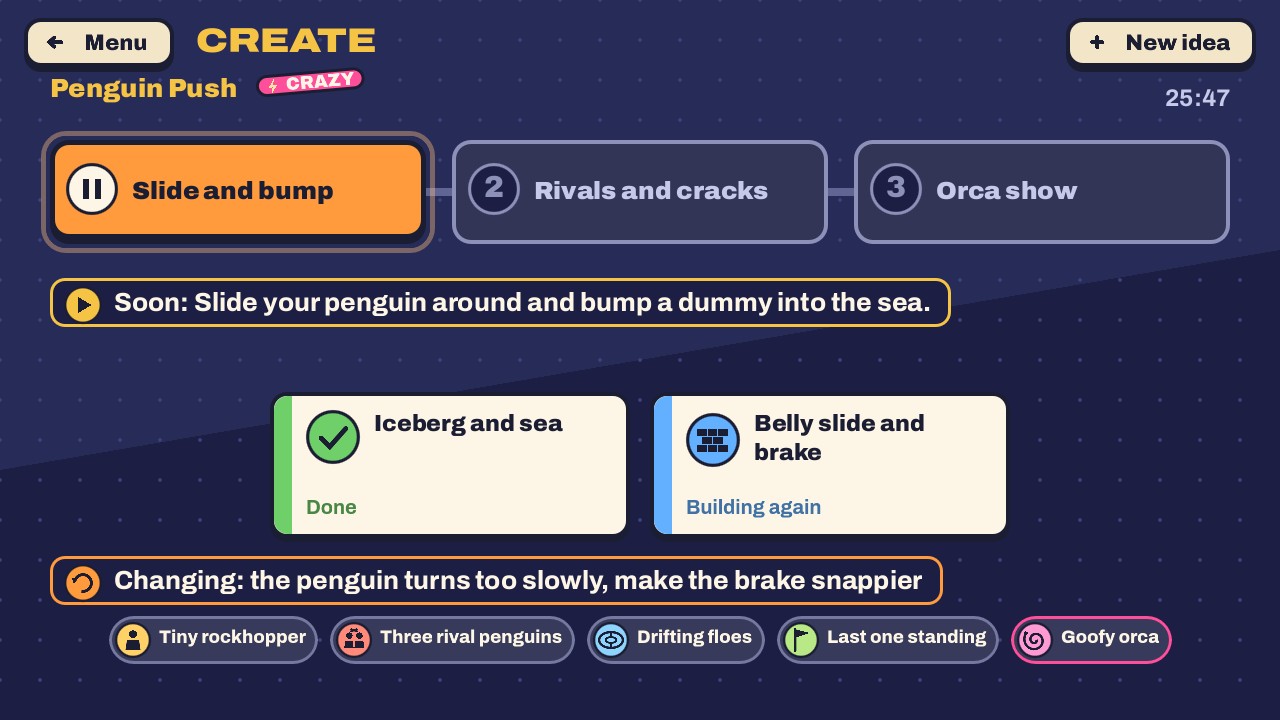 Menu
CREATE
New idea
Penguin Push
CRAZY
25:47
Slide and bump
2
Rivals and cracks
3
Orca show
Soon: Slide your penguin around and bump a dummy into the sea.
Iceberg and sea
Done
Belly slide and
brake
Building again
Changing: the penguin turns too slowly, make the brake snappier
Tiny rockhopper
Three rival penguins
Drifting floes
Last one standing
Goofy orca